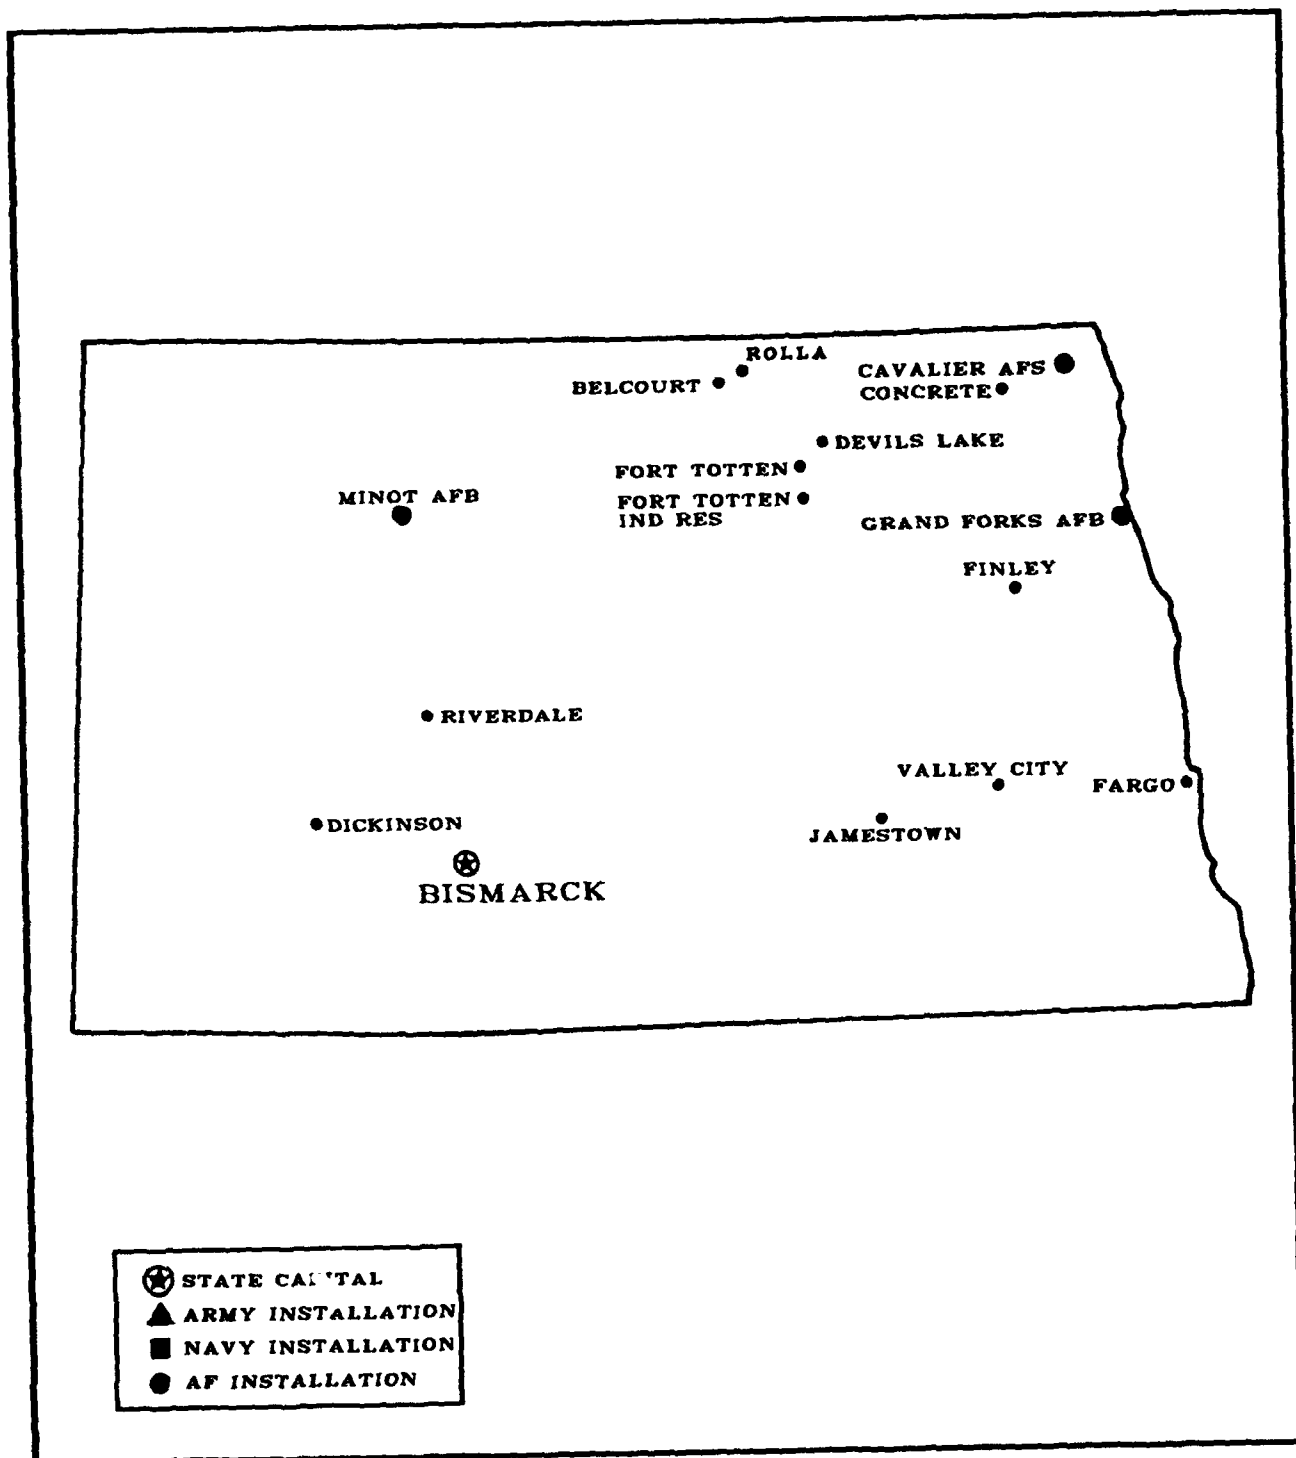 ROLLA
CAVALIER AFS
BELCOURT
CONCRETE
DEVILS LAKE
FORT TOTTEN
MINOT AFB
FORT TOTTEN
IND RES
GRAND FORKS AFB
FINLEY
RIVERDALE
VALLEY CITY
FARGO
DICKINSON
JAMESTOWN
BISMARCK
STATE
ARMY INSTALLATION
NAVY INSTALLATION
AF INSTALLATION